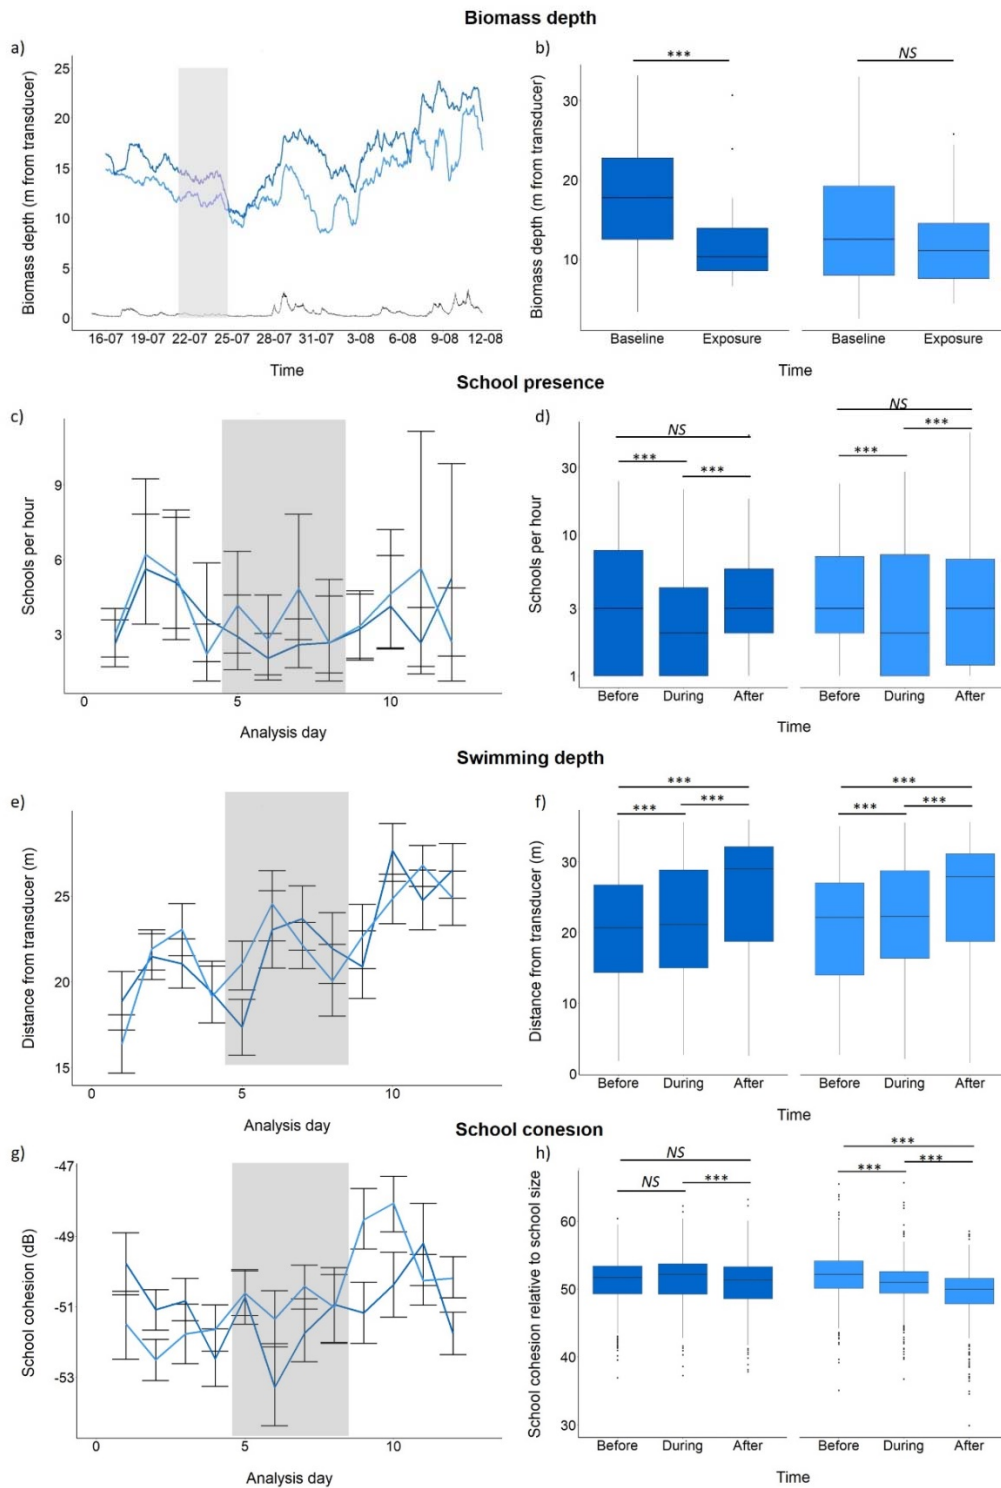 Biomass depth
a)
Biomass depth (m from transducer)
25
20
15
10
5
0
16-07 19-07 22-07 25-07 28-07 31-07 3-08 6-08 9-08 12-08
Time
b)
Biomass depth (m from transducer)
*** NS
30
20
10
Baseline Exposure Baseline Exposure
Time
School presence
c)
Schools per hour
9
6
3
0 5 10
Analysis day
d)
Schools per hour
NS NS
*** *** *** ***
30
10
3
1
Before During After Before During After
Time
Swimming depth
e)
Distance from transducer (m)
25
20
15
0 5 10
Analysis day
f)
Distance from transducer (m)
*** ***
*** *** *** ***
30
20
10
0
Before During After Before During After
Time
School cohesion
g)
School cohesion (dB)
-47
-49
-51
-53
0 5 10
Analysis day
h)
School cohesion relative to school size
NS ***
NS *** *** ***
60
50
40
30
Before During After Before During After
Time